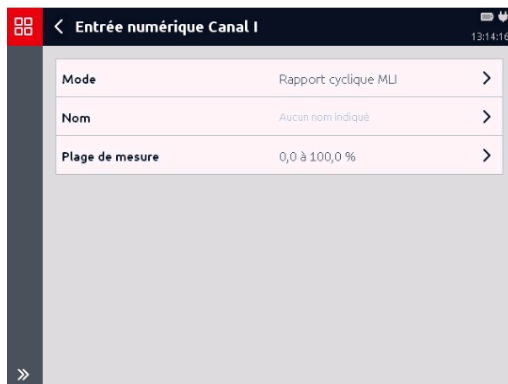 Entrée numérique Canal I
13:14:16
Mode Rapport cyclique MLI
Nom Aucun nom indiqué
Plage de mesure 0,0 à 100,0 %